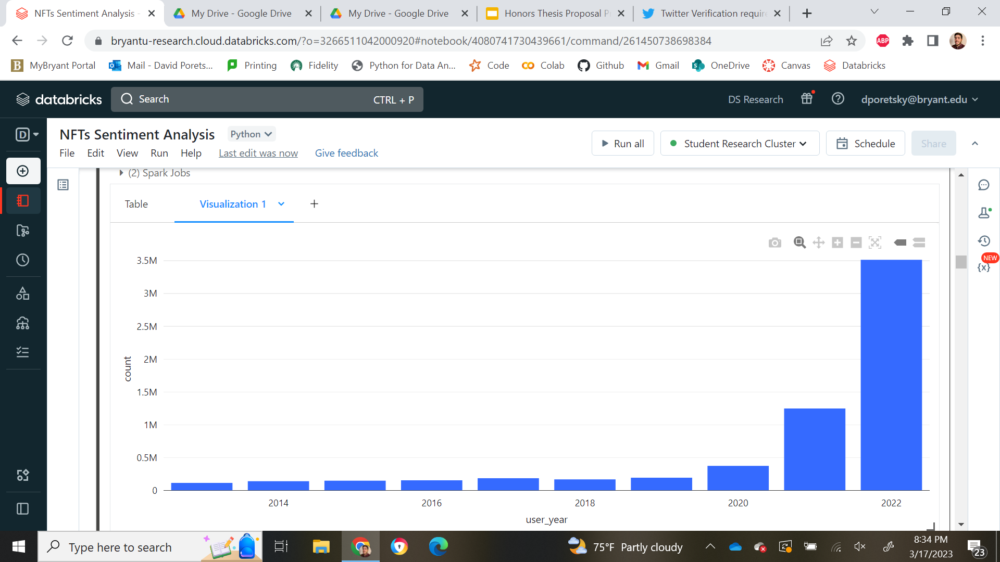 NFTs Sentiment Analysis -
My Drive - Google Drive
My Drive - Google Drive
Honors Thesis Proposal P
Twitter Verification require
bryantu-research.cloud.databricks.com/?o=3266511042000920#notebook/4080741730439661/command/261450738698384
ABP
B MyBryant Portal
Mail - David Porets...
Printing
Fidelity
Python for Data An...
Code
Colab
Github
Gmail
OneDrive
Canvas
Databricks
databricks
Search
CTRL + P
DS Research
dporetsky@bryant.edu
D
NFTs Sentiment Analysis
Python
File Edit View Run Help
Last edit was now
Give feedback
Run all
Student Research Cluster
Schedule
Share
(2) Spark Jobs
Table
Visualization 1
+
NEW
{x}
3.5M
3M
2.5M
2M
1.5M
1M
0.5M
0
count
2014 2016 2018 2020 2022
user_year
Type here to search
75°F Partly cloudy
8:34 PM
3/17/2023
23